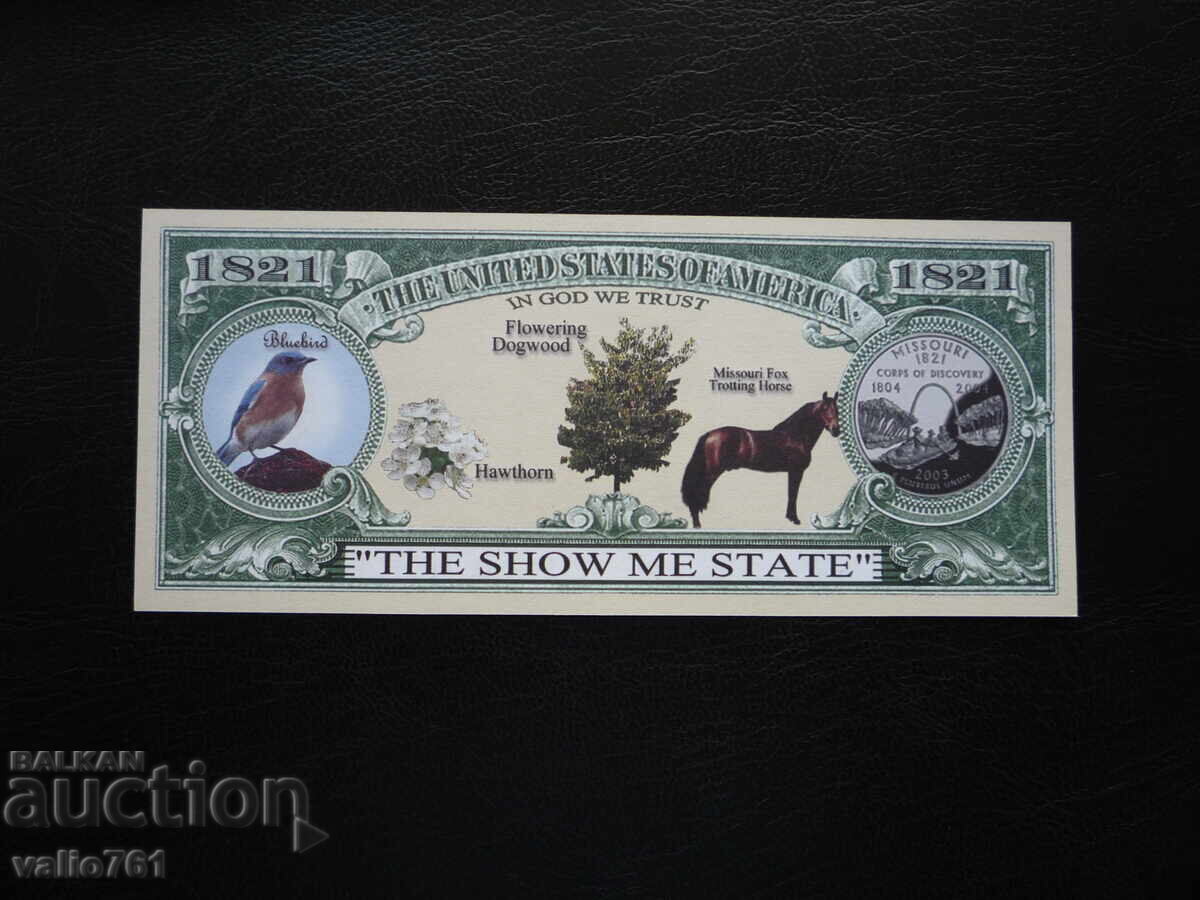 1821
1821
THE UNITED STATES OF AMERICA
IN GOD WE TRUST
Bluebird
Flowering
Dogwood
Missouri Fox
Trotting Horse
Hawthorn
MISSOURI
1821
CORPS OF DISCOVERY
1804
2003
"THE SHOW ME STATE"
BALKAN
auction
valio761